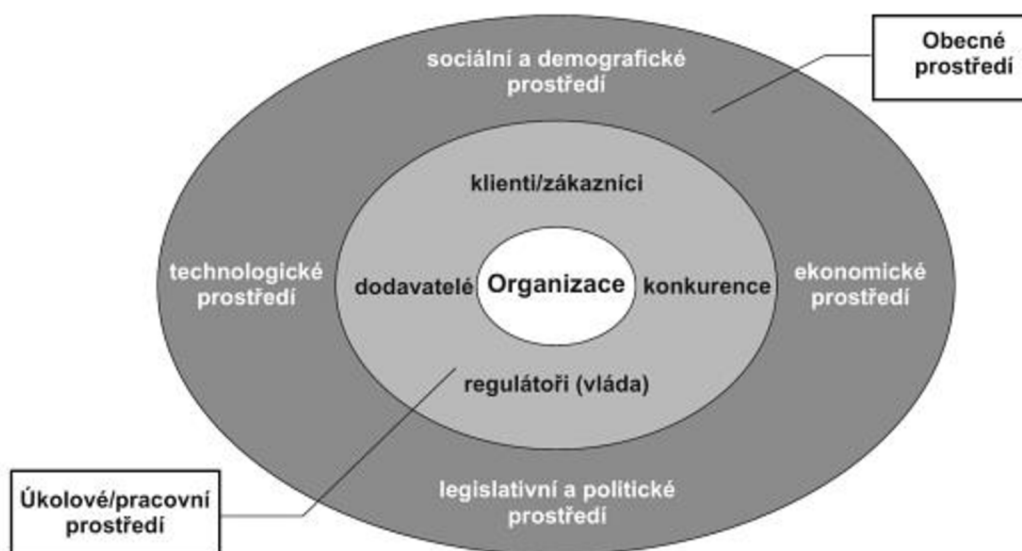 sociální a demografické
prostředí
Obecné
prostředí
klienti/zákazníci
technologické
prostředí
dodavatelé
Organizace
konkurence
ekonomické
prostředí
regulátoři (vláda)
Úkolové/pracovní
prostředí
legislativní a politické
prostředí